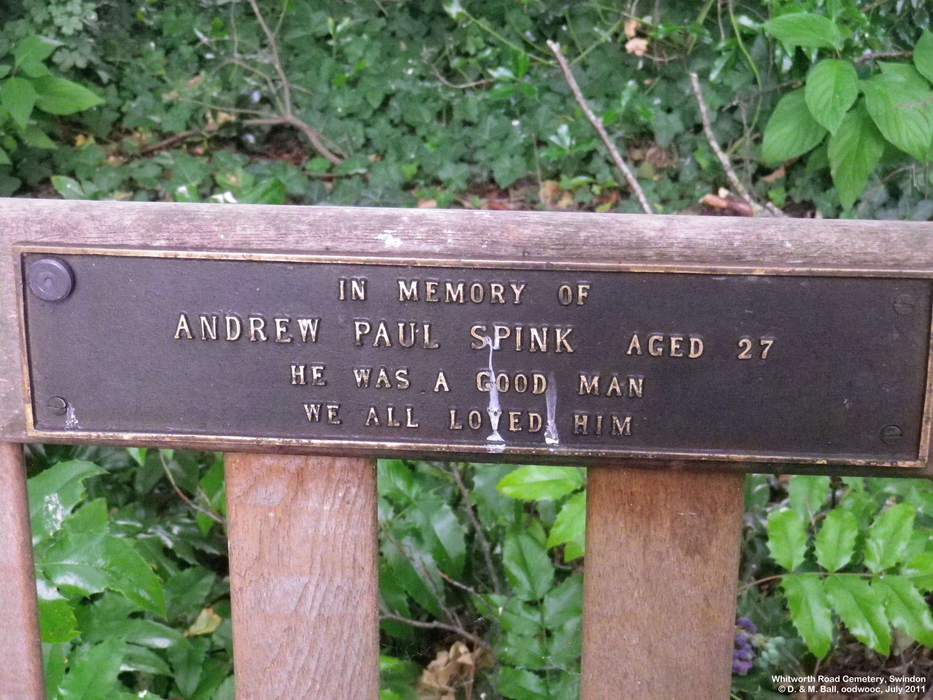 IN MEMORY OF
ANDREW PAUL SPINK AGED 27
HE WAS A GOOD MAN
WE ALL LOVED HIM
Whitworth Road Cemetery, Swindon
© D. & M. Ball, oodwooc, July 2011